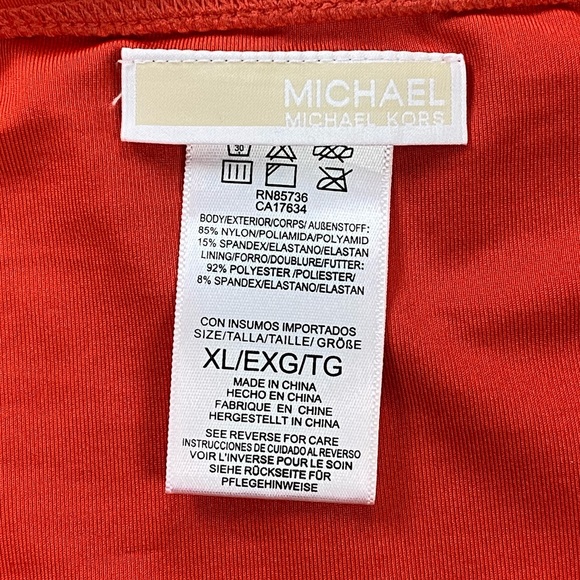 MICHAEL
MICHAEL KORS
30
RN85736
CA17634
BODY/EXTERIOR/CORPS/ AUßENSTOFF:
85% NYLON/POLIAMIDA/POLYAMID
15% SPANDEX/ELASTANO/ELASTAN
LINING/FORRO/DOUBLURE/FUTTER:
92% POLYESTER /POLIESTER/
8% SPANDEX/ELASTANO/ELASTAN
CON INSUMOS IMPORTADOS
SIZE/TALLA/TAILLE/ GRÖßE
XL/EXG/TG
MADE IN CHINA
HECHO EN CHINA
FABRIQUE EN CHINE
HERGESTELLT IN CHINA
SEE REVERSE FOR CARE
INSTRUCCIONES DE CUIDADO AL REVERSO
VOIR L'INVERSE POUR LE SOIN
SIEHE RÜCKSEITE FÜR
PFLEGEHINWEISE